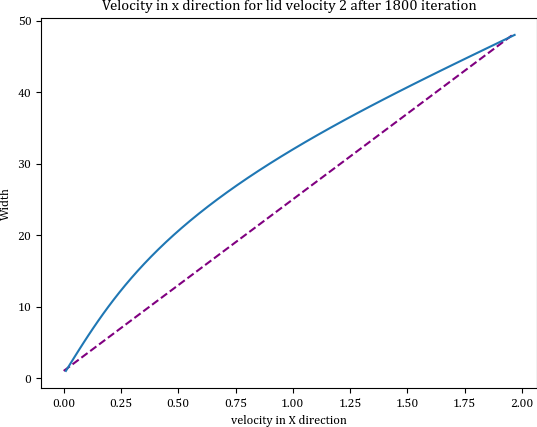 Velocity in x direction for lid velocity 2 after 1800 iteration
50
40
30
20
10
0
Width
0.00 0.25 0.50 0.75 1.00 1.25 1.50 1.75 2.00
velocity in X direction